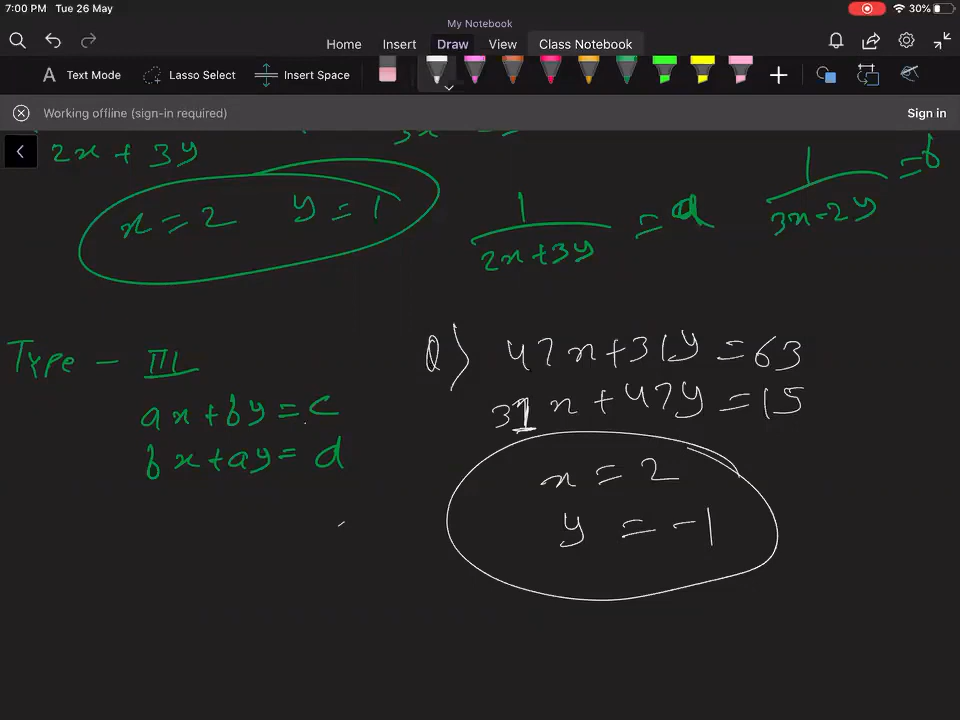 7:00 PM Tue 26 May
30%
My Notebook
Home Insert Draw View Class Notebook
Text Mode Lasso Select Insert Space
Working offline (sign-in required) Sign in
2x + 3y
x = 2 y = 1
1/(2x+3y) = a
1/(3x-2y) = b
Type - III
ax + by = c
bx + ay = d
Q) 47x + 31y = 63
31x + 47y = 15
x = 2
y = -1